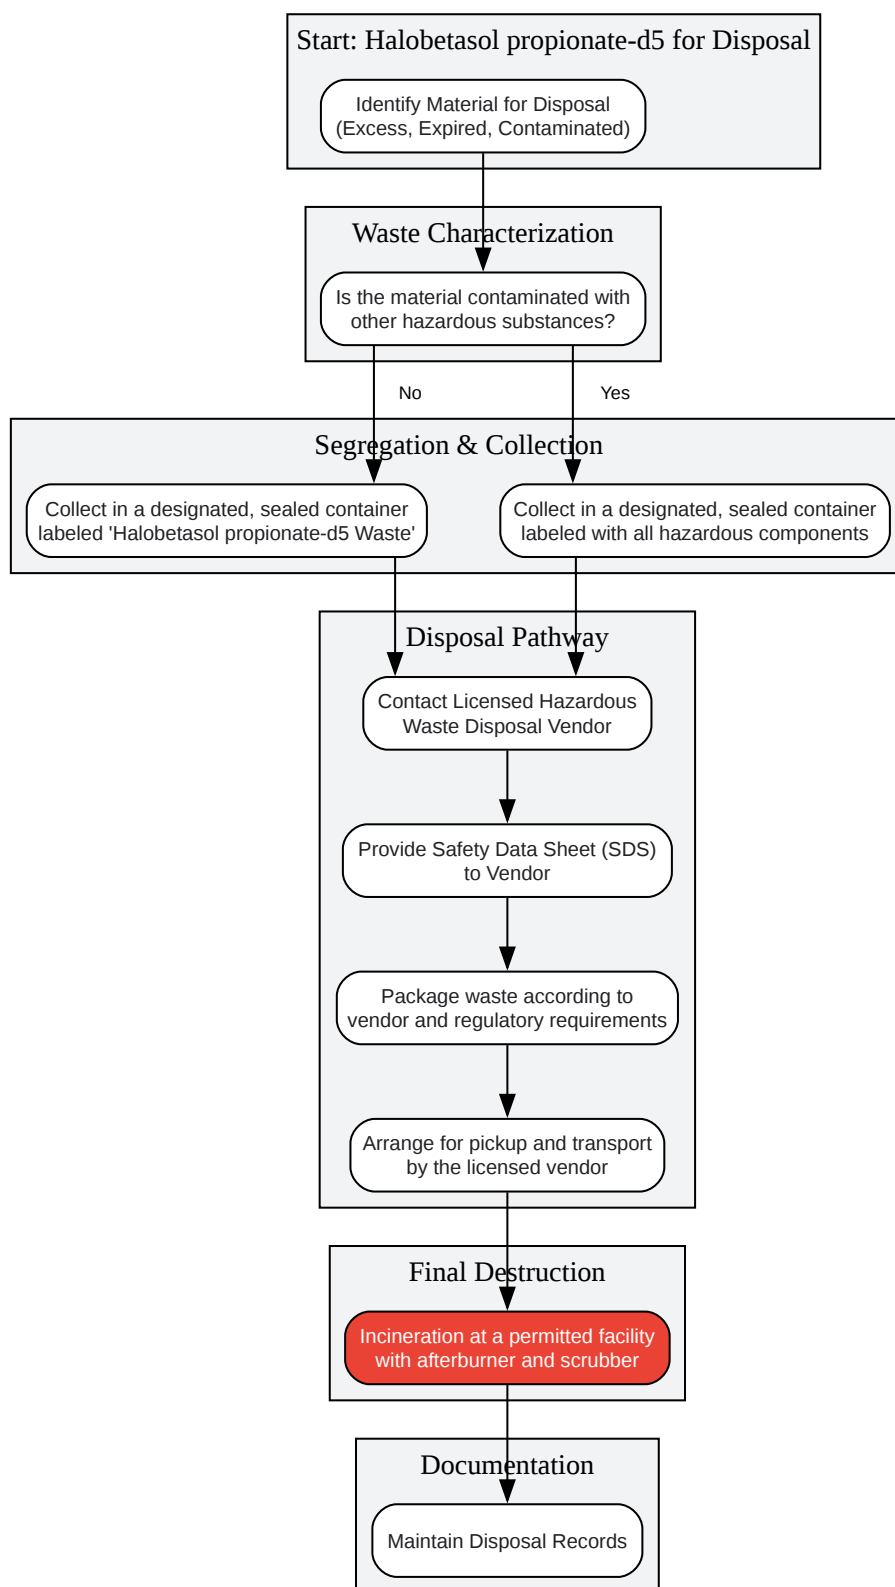 Start: Halobetasol propionate-d5 for Disposal
Identify Material for Disposal
(Excess, Expired, Contaminated)
Waste Characterization
Is the material contaminated with
other hazardous substances?
No
Yes
Segregation & Collection
Collect in a designated, sealed container
labeled 'Halobetasol propionate-d5 Waste'
Collect in a designated, sealed container
labeled with all hazardous components
Disposal Pathway
Contact Licensed Hazardous
Waste Disposal Vendor
Provide Safety Data Sheet (SDS)
to Vendor
Package waste according to
vendor and regulatory requirements
Arrange for pickup and transport
by the licensed vendor
Final Destruction
Incineration at a permitted facility
with afterburner and scrubber
Documentation
Maintain Disposal Records